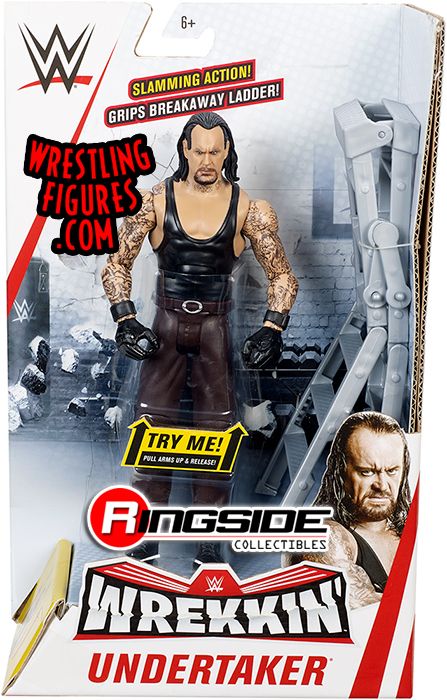 6+
WWE
SLAMMING ACTION!
GRIPS BREAKAWAY LADDER!
WRESTLING
FIGURES
.COM
TRY ME!
PULL ARMS UP & RELEASE!
RINGSIDE
COLLECTIBLES
WREKKIN'
UNDERTAKER